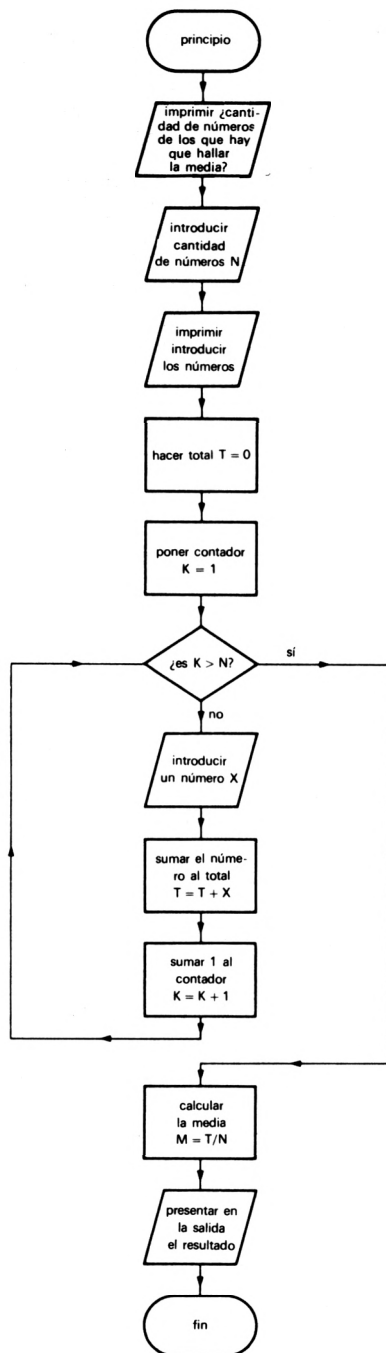 principio
imprimir ¿canti-
dad de números
de los que hay
que hallar
la media?
introducir
cantidad
de números N
imprimir
introducir
los números
hacer total T = 0
poner contador
K = 1
¿es K > N?
sí
no
introducir
un número X
sumar el núme-
ro al total
T = T + X
sumar 1 al
contador
K = K + 1
calcular
la media
M = T/N
presentar en
la salida
el resultado
fin